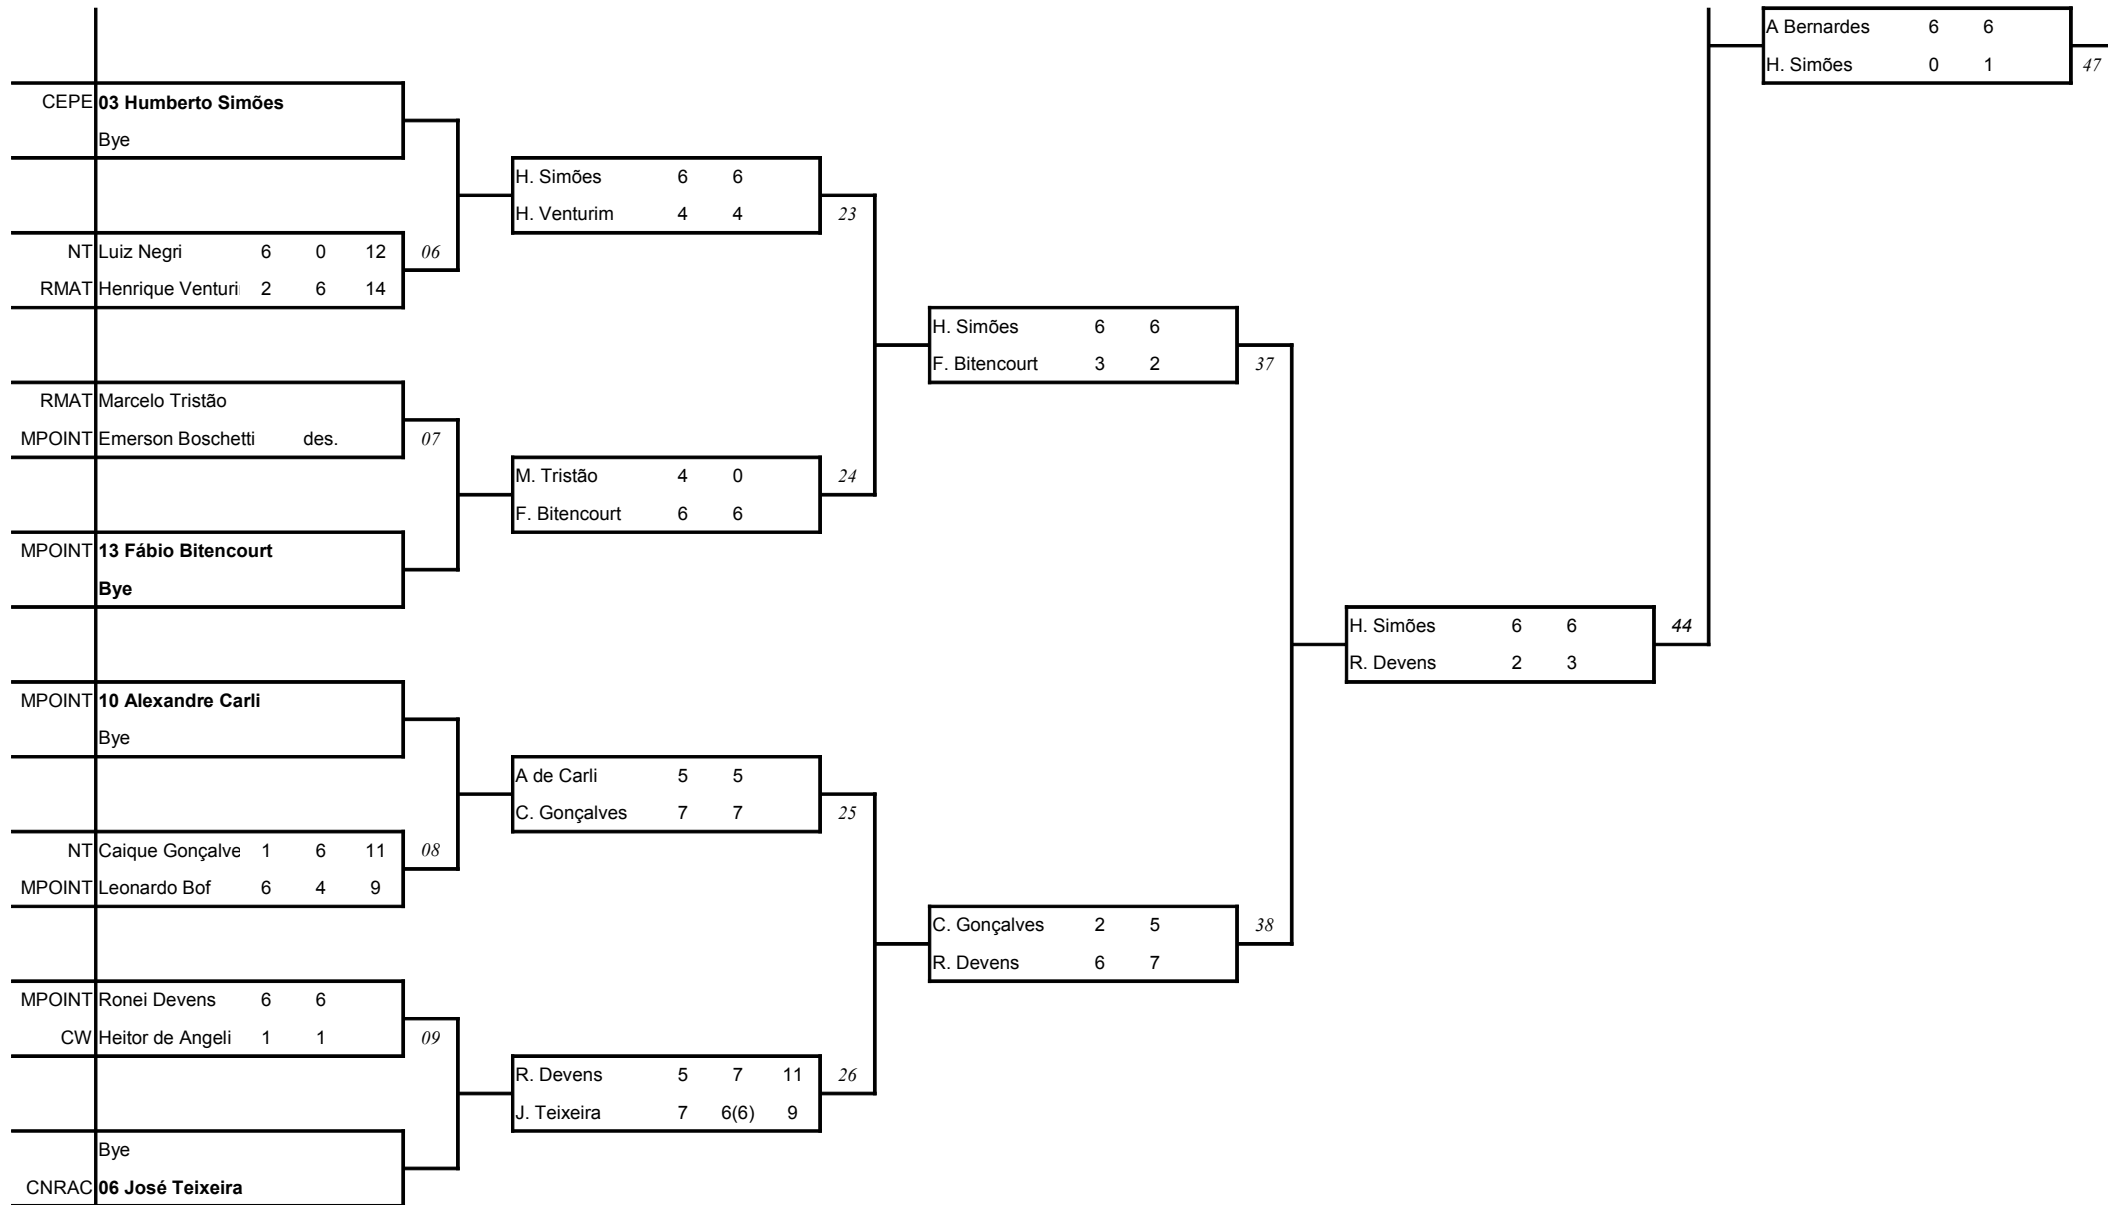 A Bernardes 6 6
H. Simões 0 1 47
CEPE 03 Humberto Simões
Bye
H. Simões 6 6
H. Venturim 4 4 23
NT Luiz Negri 6 0 12 06
RMAT Henrique Venturi 2 6 14
H. Simões 6 6
F. Bitencourt 3 2 37
RMAT Marcelo Tristão
MPOINT Emerson Boschetti des. 07
M. Tristão 4 0 24
F. Bitencourt 6 6
MPOINT 13 Fábio Bitencourt
Bye
H. Simões 6 6 44
R. Devens 2 3
MPOINT 10 Alexandre Carli
Bye
A de Carli 5 5
C. Gonçalves 7 7 25
NT Caique Gonçalve 1 6 11 08
MPOINT Leonardo Bof 6 4 9
C. Gonçalves 2 5 38
R. Devens 6 7
MPOINT Ronei Devens 6 6
CW Heitor de Angeli 1 1 09
R. Devens 5 7 11 26
J. Teixeira 7 6(6) 9
Bye
CNRAC 06 José Teixeira